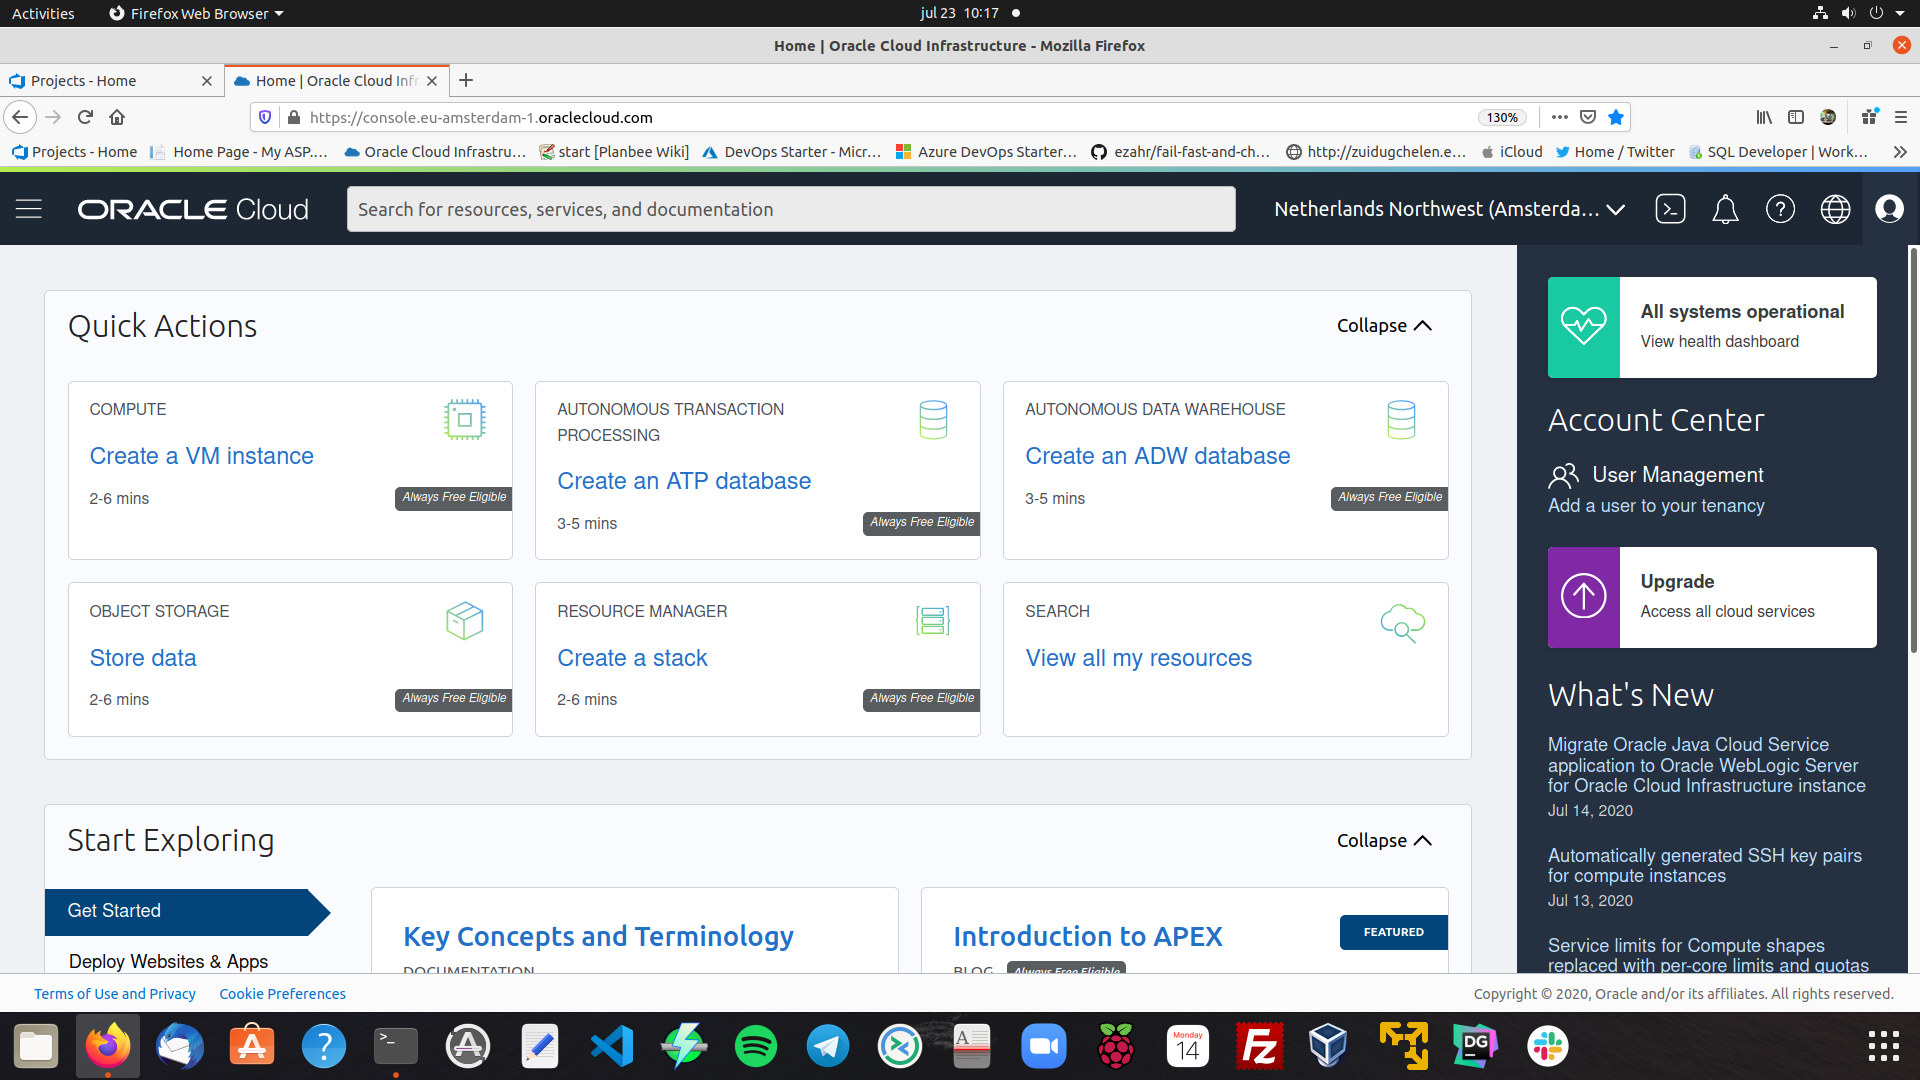 Activities
Firefox Web Browser
jul 23 10:17
Home | Oracle Cloud Infrastructure - Mozilla Firefox
Projects - Home
Home | Oracle Cloud Infr
https://console.eu-amsterdam-1.oraclecloud.com
130%
Projects - Home
Home Page - My ASP....
Oracle Cloud Infrastru...
start [Planbee Wiki]
DevOps Starter - Micr...
Azure DevOps Starter...
ezahr/fail-fast-and-ch...
http://zuidugchelen.e...
iCloud
Home / Twitter
SQL Developer | Work...
ORACLE Cloud
Search for resources, services, and documentation
Netherlands Northwest (Amsterda...
Quick Actions
Collapse
COMPUTE
Create a VM instance
2-6 mins
Always Free Eligible
AUTONOMOUS TRANSACTION
PROCESSING
Create an ATP database
3-5 mins
Always Free Eligible
AUTONOMOUS DATA WAREHOUSE
Create an ADW database
3-5 mins
Always Free Eligible
OBJECT STORAGE
Store data
2-6 mins
Always Free Eligible
RESOURCE MANAGER
Create a stack
2-6 mins
Always Free Eligible
SEARCH
View all my resources
Start Exploring
Collapse
Get Started
Deploy Websites & Apps
Key Concepts and Terminology
DOCUMENTATION
Introduction to APEX
FEATURED
BLOG
Always Free Eligible
All systems operational
View health dashboard
Account Center
User Management
Add a user to your tenancy
Upgrade
Access all cloud services
What's New
Migrate Oracle Java Cloud Service
application to Oracle WebLogic Server
for Oracle Cloud Infrastructure instance
Jul 14, 2020
Automatically generated SSH key pairs
for compute instances
Jul 13, 2020
Service limits for Compute shapes
replaced with per-core limits and quotas
Terms of Use and Privacy
Cookie Preferences
Copyright © 2020, Oracle and/or its affiliates. All rights reserved.
Monday
14
Fz
DG